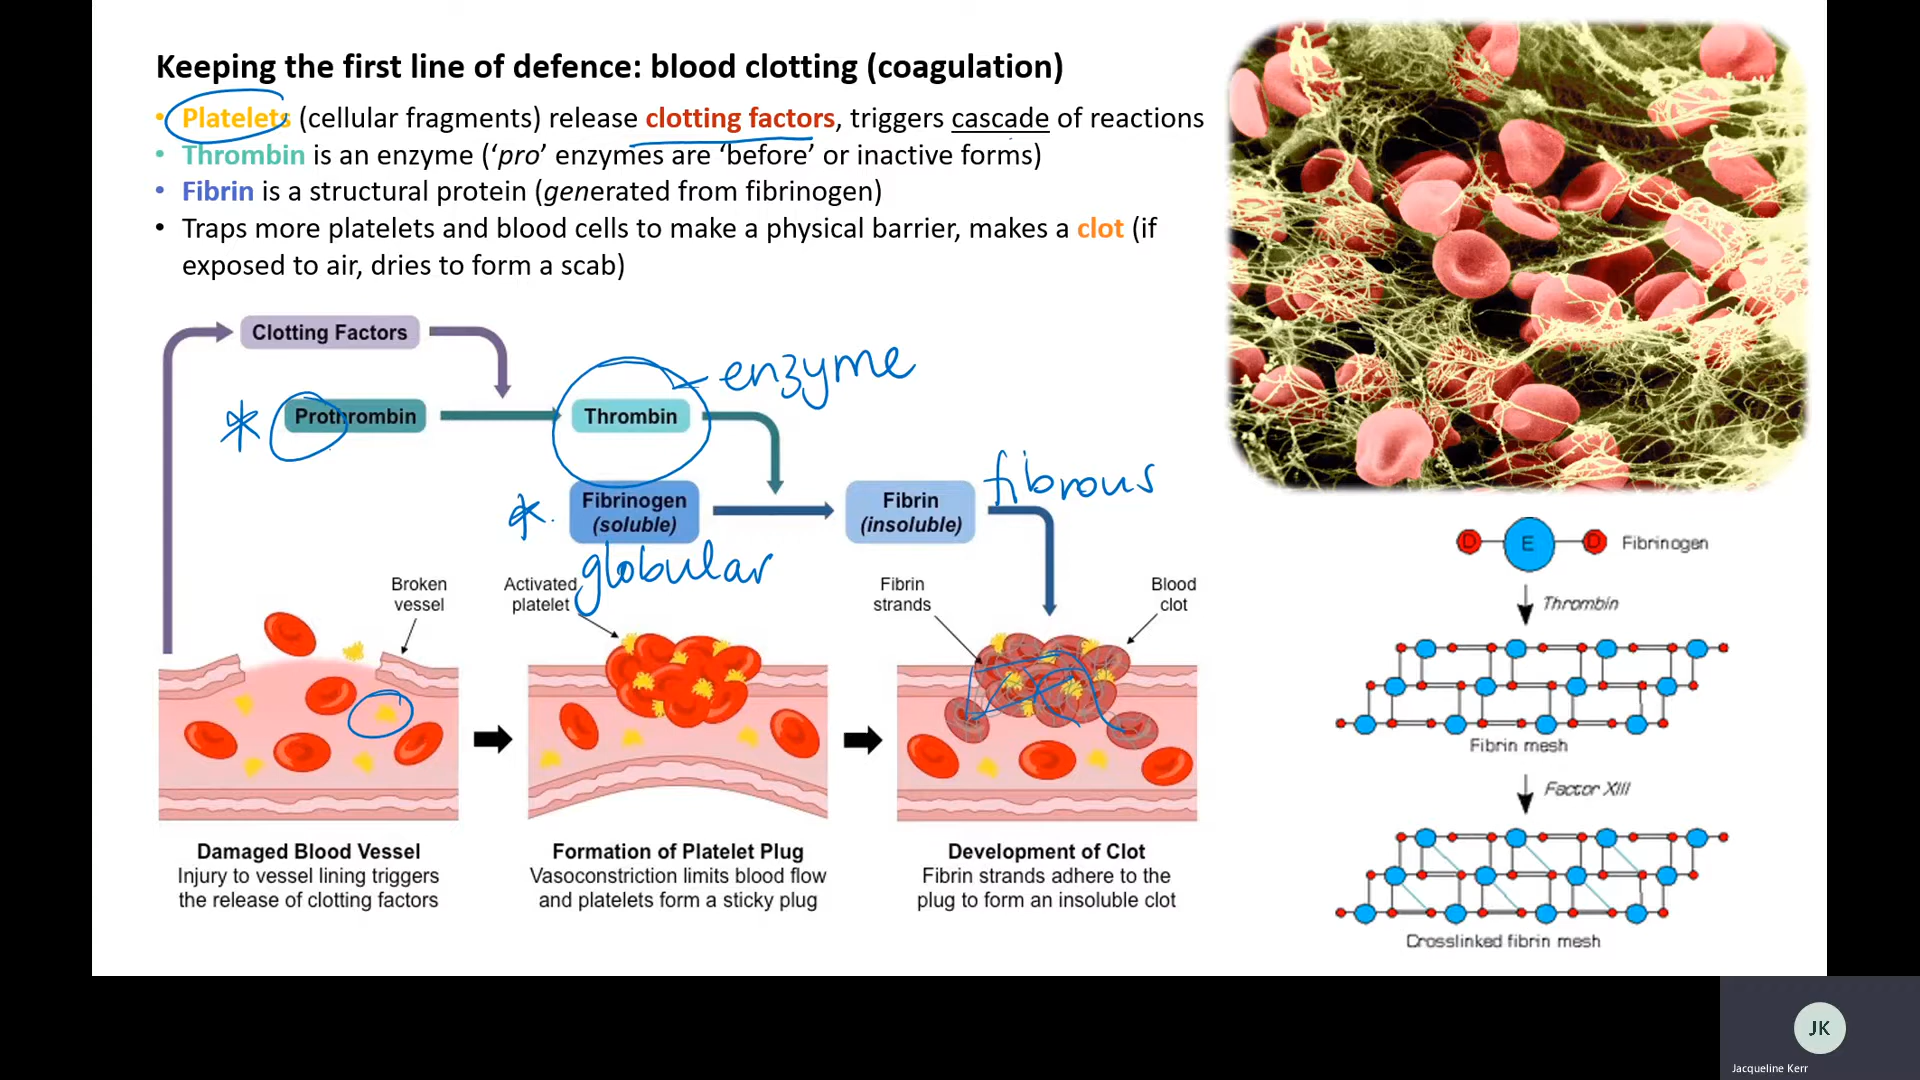 Keeping the first line of defence: blood clotting (coagulation)
• Platelets (cellular fragments) release clotting factors, triggers cascade of reactions
• Thrombin is an enzyme (‘pro’ enzymes are ‘before’ or inactive forms)
• Fibrin is a structural protein (generated from fibrinogen)
• Traps more platelets and blood cells to make a physical barrier, makes a clot (if
exposed to air, dries to form a scab)
Clotting Factors
enzyme
* Prothrombin
Thrombin
fibrous
* Fibrinogen
(soluble)
Fibrin
(insoluble)
globular
Broken
vessel
Activated
platelet
Fibrin
strands
Blood
clot
Damaged Blood Vessel
Injury to vessel lining triggers
the release of clotting factors
Formation of Platelet Plug
Vasoconstriction limits blood flow
and platelets form a sticky plug
Development of Clot
Fibrin strands adhere to the
plug to form an insoluble clot
D E D Fibrinogen
Thrombin
Fibrin mesh
Factor XIII
Crosslinked fibrin mesh
JK
Jacqueline Kerr